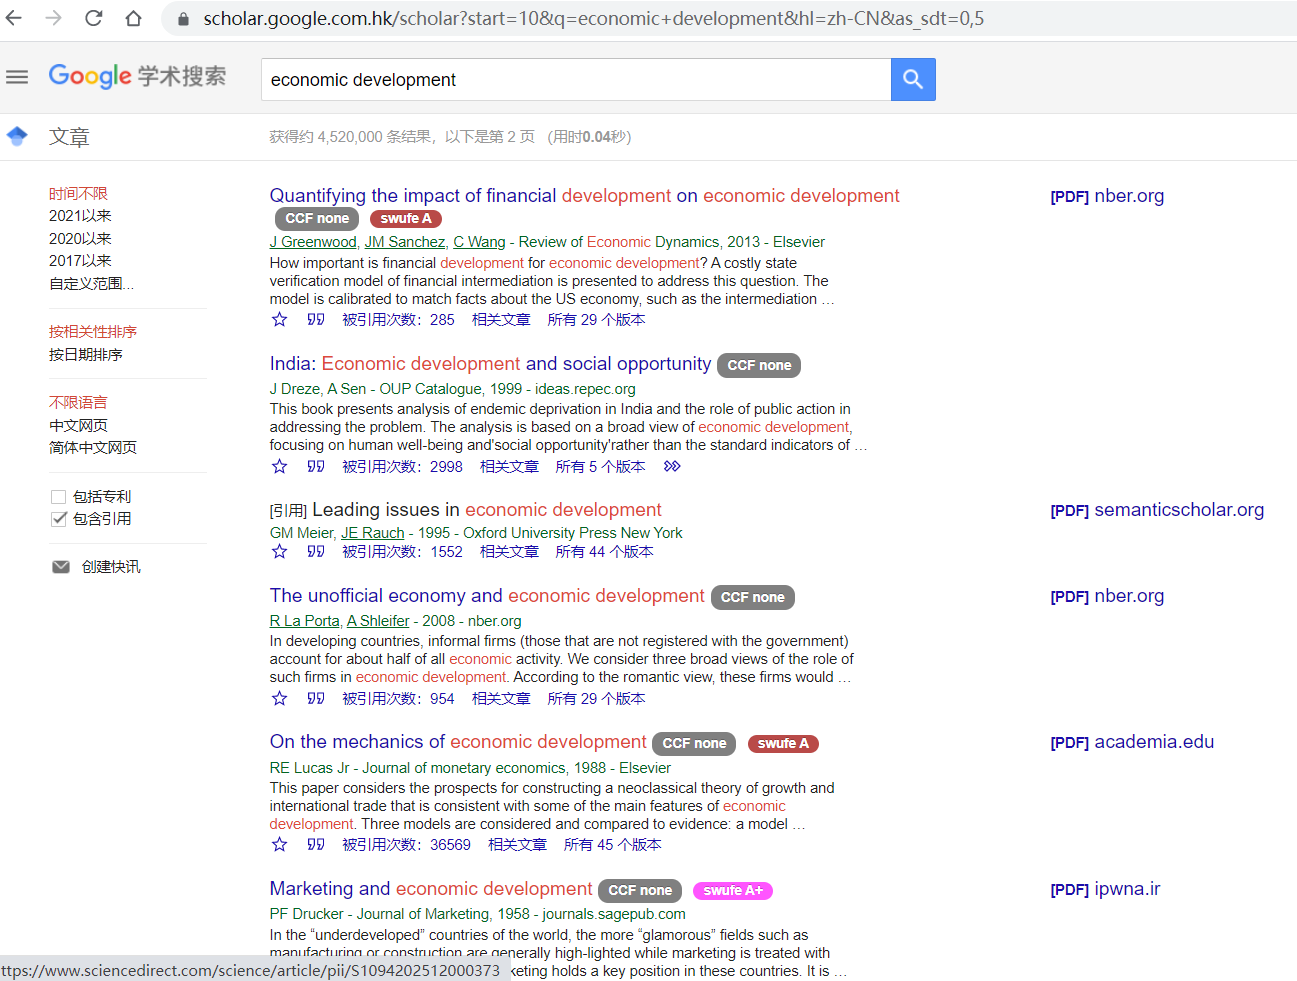 scholar.google.com.hk/scholar?start=10&q=economic+development&hl=zh-CN&as_sdt=0,5
Google 学术搜索
economic development
文章
获得约 4,520,000 条结果，以下是第 2 页 (用时0.04秒)
时间不限
2021以来
2020以来
2017以来
自定义范围...
按相关性排序
按日期排序
不限语言
中文网页
简体中文网页
包括专利
包含引用
创建快讯
Quantifying the impact of financial development on economic development
CCF none swufe A
J Greenwood, JM Sanchez, C Wang - Review of Economic Dynamics, 2013 - Elsevier
How important is financial development for economic development? A costly state
verification model of financial intermediation is presented to address this question. The
model is calibrated to match facts about the US economy, such as the intermediation …
被引用次数：285 相关文章 所有 29 个版本
[PDF] nber.org
India: Economic development and social opportunity CCF none
J Dreze, A Sen - OUP Catalogue, 1999 - ideas.repec.org
This book presents analysis of endemic deprivation in India and the role of public action in
addressing the problem. The analysis is based on a broad view of economic development,
focusing on human well-being and'social opportunity'rather than the standard indicators of …
被引用次数：2998 相关文章 所有 5 个版本
[引用] Leading issues in economic development
GM Meier, JE Rauch - 1995 - Oxford University Press New York
被引用次数：1552 相关文章 所有 44 个版本
[PDF] semanticscholar.org
The unofficial economy and economic development CCF none
R La Porta, A Shleifer - 2008 - nber.org
In developing countries, informal firms (those that are not registered with the government)
account for about half of all economic activity. We consider three broad views of the role of
such firms in economic development. According to the romantic view, these firms would …
被引用次数：954 相关文章 所有 29 个版本
[PDF] nber.org
On the mechanics of economic development CCF none swufe A
RE Lucas Jr - Journal of monetary economics, 1988 - Elsevier
This paper considers the prospects for constructing a neoclassical theory of growth and
international trade that is consistent with some of the main features of economic
development. Three models are considered and compared to evidence: a model …
被引用次数：36569 相关文章 所有 45 个版本
[PDF] academia.edu
Marketing and economic development CCF none swufe A+
PF Drucker - Journal of Marketing, 1958 - journals.sagepub.com
In the “underdeveloped” countries of the world, the more “glamorous” fields such as
manufacturing or construction are generally high-lighted while marketing is treated with
keting holds a key position in these countries. It is …
[PDF] ipwna.ir
ttps://www.sciencedirect.com/science/article/pii/S1094202512000373